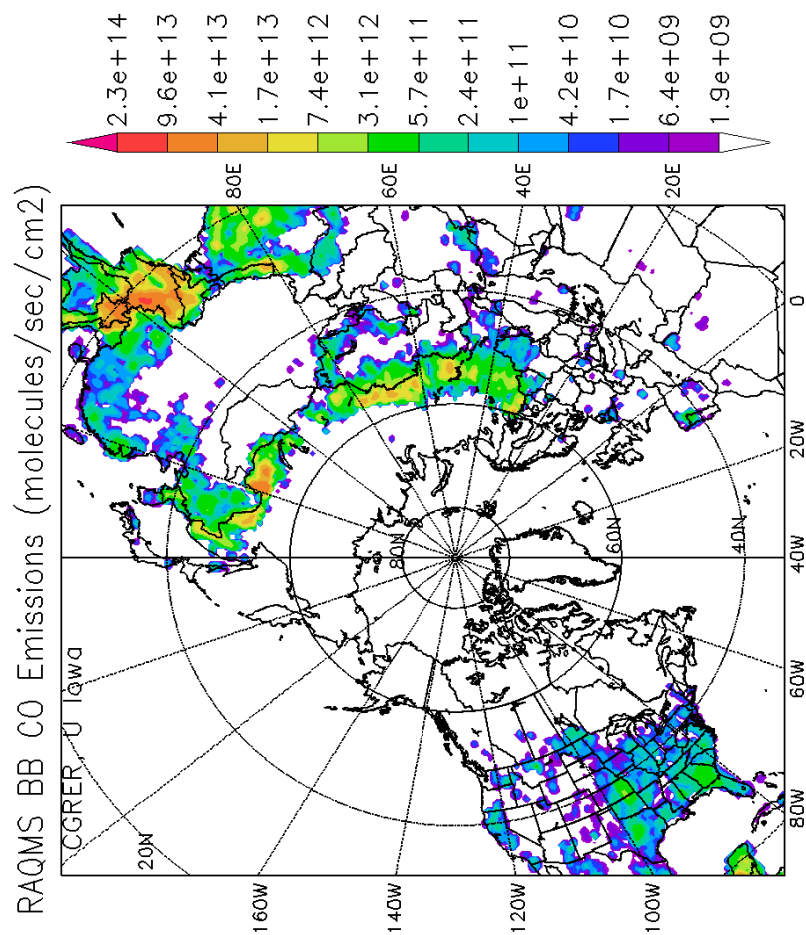 RAQMS BB CO Emissions (molecules/sec/cm2)
CGRER U Iowa
2.3e+14
9.6e+13
4.1e+13
1.7e+13
7.4e+12
3.1e+12
5.7e+11
2.4e+11
1e+11
4.2e+10
1.7e+10
6.4e+09
1.9e+09
80E
60E
40E
20E
0
20W
40W
60W
80W
100W
120W
140W
160W
20N
40N
60N
80N